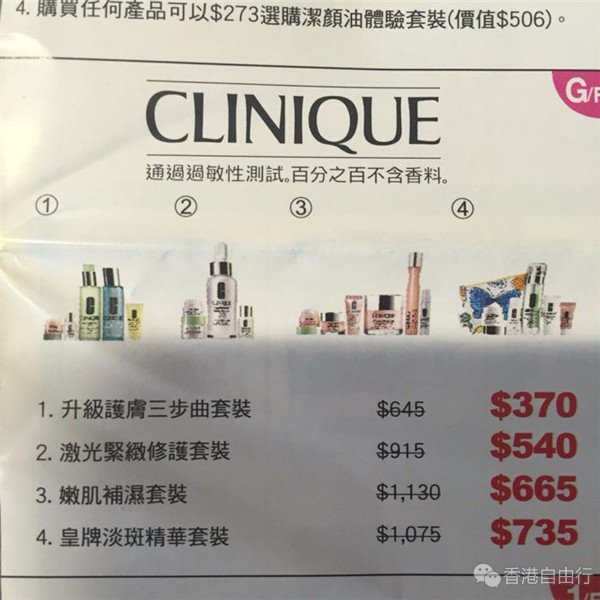 4. 購買任何產品可以$273選購潔顏油體驗套裝(價值$506)。
G/F
CLINIQUE
通過過敏性測試。百分之百不含香料。
① ② ③ ④
1. 升級護膚三步曲套裝 $645 $370
2. 激光緊緻修護套裝 $915 $540
3. 嫩肌補濕套裝 $1,130 $665
4. 皇牌淡斑精華套裝 $1,075 $735
香港自由行
1/F